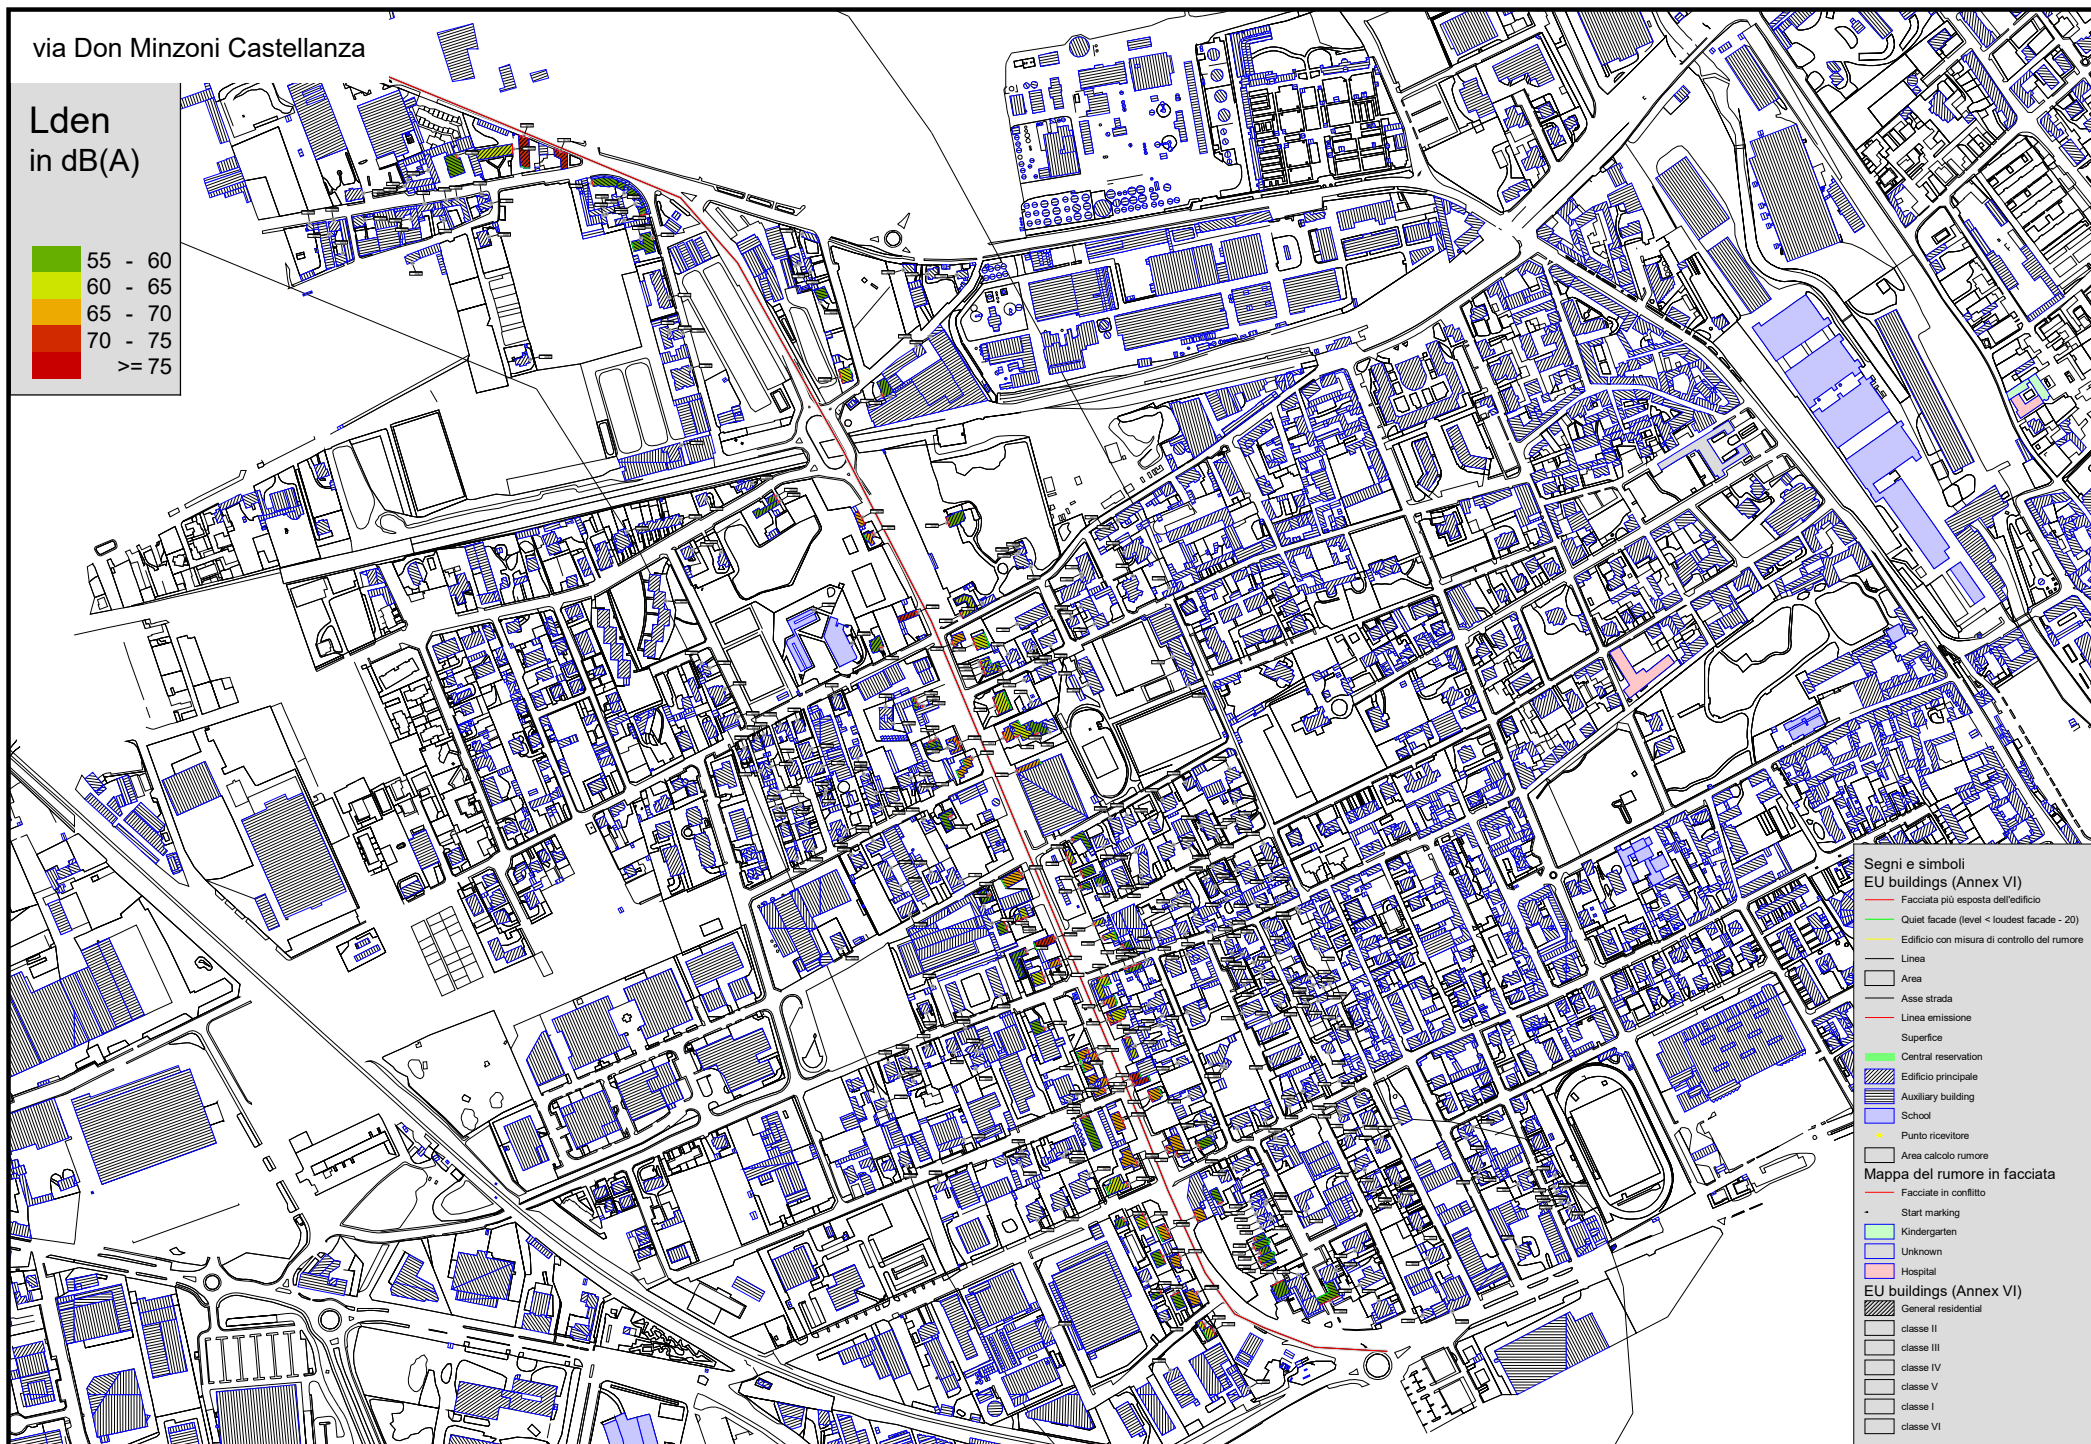 via Don Minzoni Castellanza
Lden
in dB(A)
55 - 60
60 - 65
65 - 70
70 - 75
>= 75
Segni e simboli
EU buildings (Annex VI)
Facciata più esposta dell'edificio
Quiet facade (level < loudest facade - 20)
Edificio con misura di controllo del rumore
Linea
Area
Asse strada
Linea emissione
Superfice
Central reservation
Edificio principale
Auxiliary building
School
Punto ricevitore
Area calcolo rumore
Mappa del rumore in facciata
Facciate in conflitto
Start marking
Kindergarten
Unknown
Hospital
EU buildings (Annex VI)
General residential
classe II
classe III
classe IV
classe V
classe I
classe VI